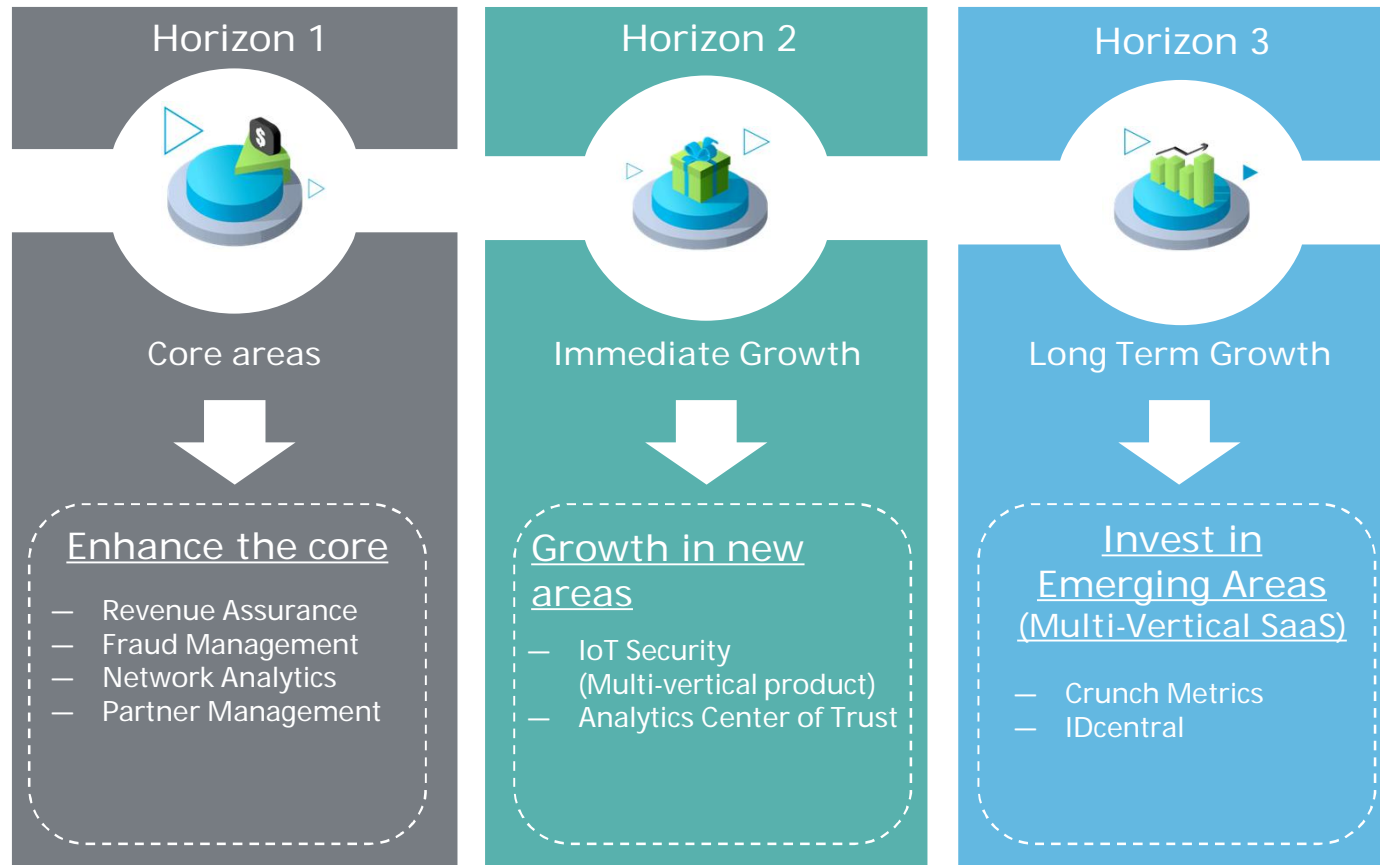 Horizon 1
$
Core areas
Enhance the core
— Revenue Assurance
— Fraud Management
— Network Analytics
— Partner Management
Horizon 2
Immediate Growth
Growth in new
areas
— IoT Security
(Multi-vertical product)
— Analytics Center of Trust
Horizon 3
Long Term Growth
Invest in
Emerging Areas
(Multi-Vertical SaaS)
— Crunch Metrics
— IDcentral